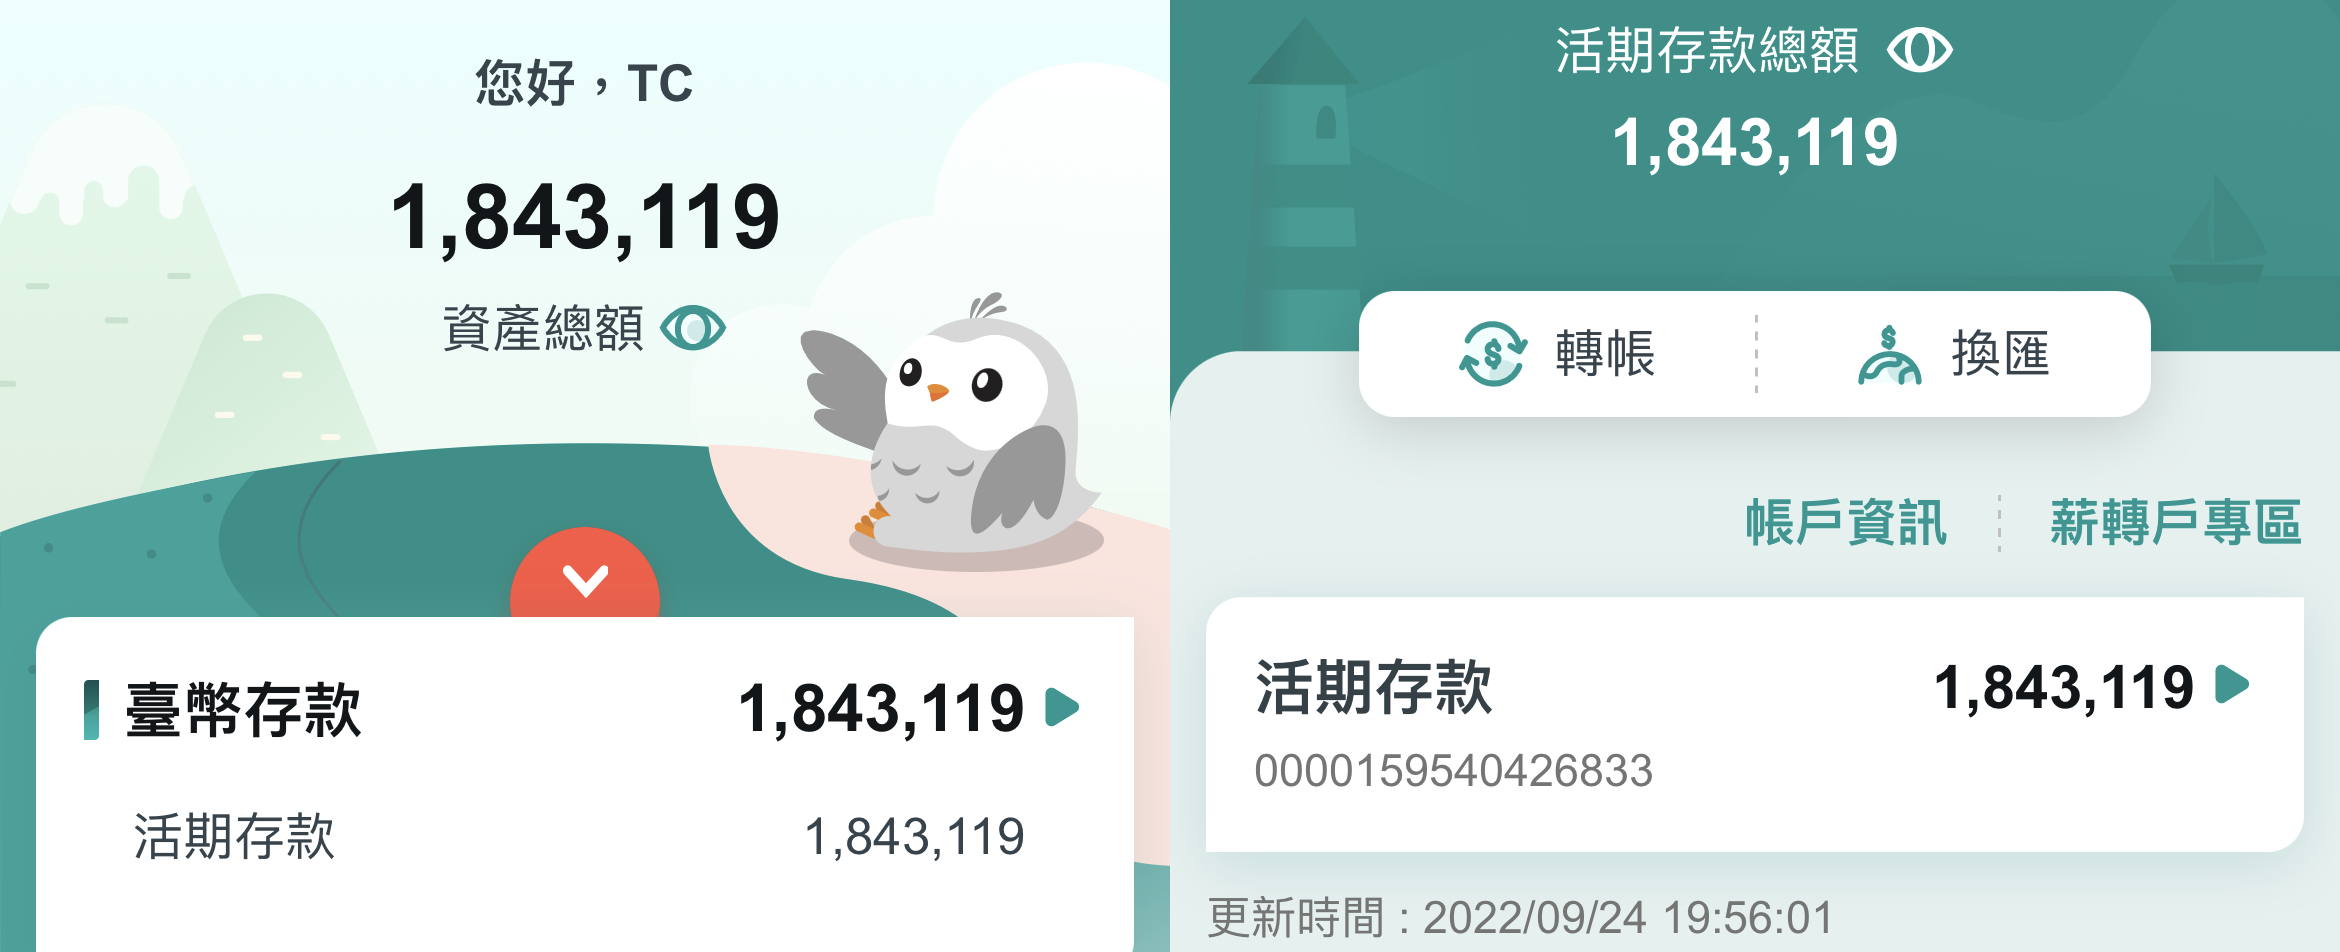 您好，TC
1,843,119
資產總額
臺幣存款 1,843,119
活期存款 1,843,119
活期存款總額
1,843,119
轉帳 換匯
帳戶資訊 薪轉戶專區
活期存款 1,843,119
0000159540426833
更新時間 : 2022/09/24 19:56:01